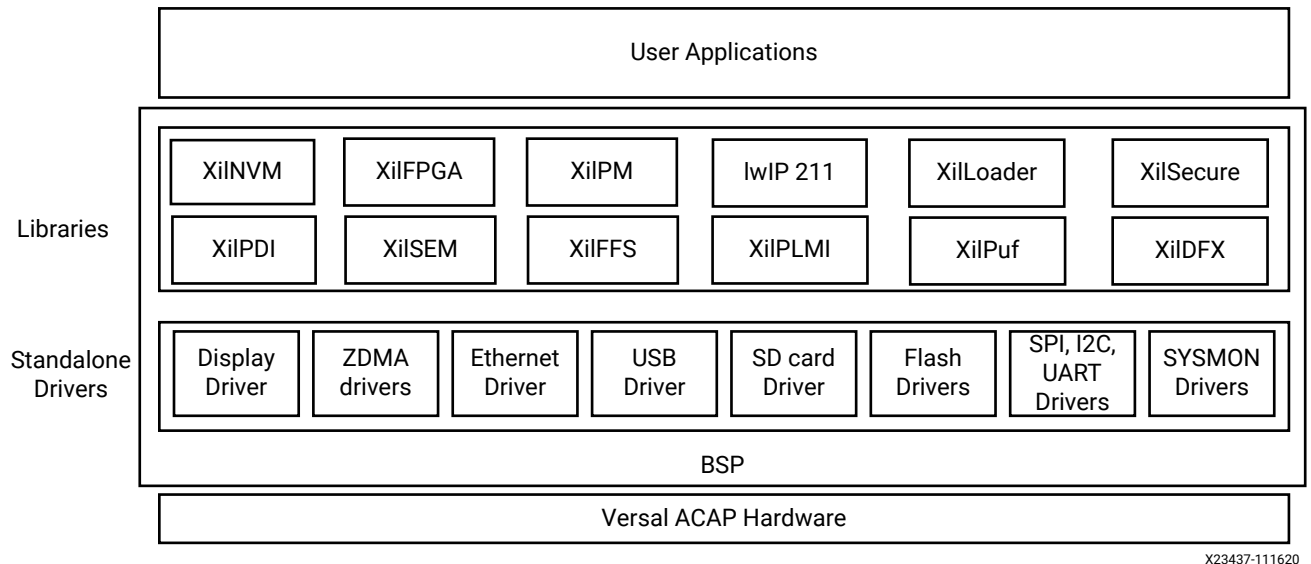 User Applications
XilNVM
XilFPGA
XilPM
lwIP 211
XilLoader
XilSecure
Libraries
XilPDI
XilSEM
XilFFS
XilPLMI
XilPuf
XilDFX
Standalone
Drivers
Display
Driver
ZDMA
drivers
Ethernet
Driver
USB
Driver
SD card
Driver
Flash
Drivers
SPI, I2C,
UART
Drivers
SYSMON
Drivers
BSP
Versal ACAP Hardware
X23437-111620